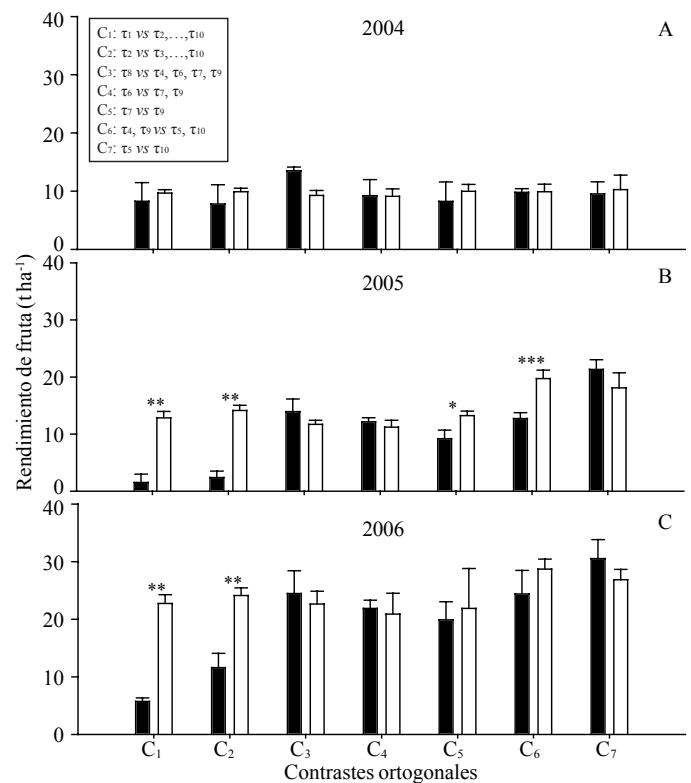 40
2004
A
C₁: τ₁ vs τ₂,…,τ₁₀
C₂: τ₂ vs τ₃,…,τ₁₀
C₃: τ₈ vs τ₄, τ₆, τ₇, τ₉
C₄: τ₆ vs τ₇, τ₉
C₅: τ₇ vs τ₉
C₆: τ₄, τ₉ vs τ₅, τ₁₀
C₇: τ₅ vs τ₁₀
30
20
10
0
Rendimiento de fruta (t ha⁻¹)
40
2005
B
30
20
10
0
**
**
*
***
40
2006
C
30
20
10
0
**
**
C₁ C₂ C₃ C₄ C₅ C₆ C₇
Contrastes ortogonales